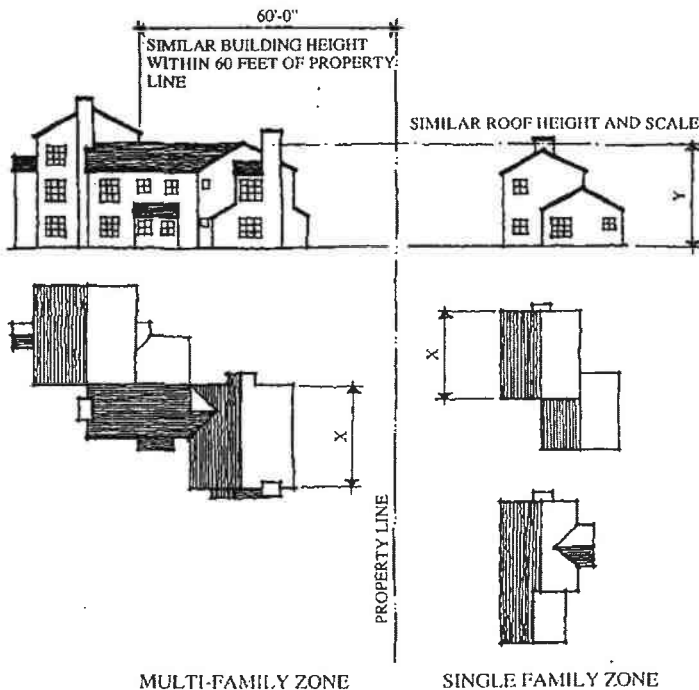 60'-0"
SIMILAR BUILDING HEIGHT
WITHIN 60 FEET OF PROPERTY
LINE
SIMILAR ROOF HEIGHT AND SCALE
Y
X
X
PROPERTY LINE
MULTI-FAMILY ZONE
SINGLE FAMILY ZONE